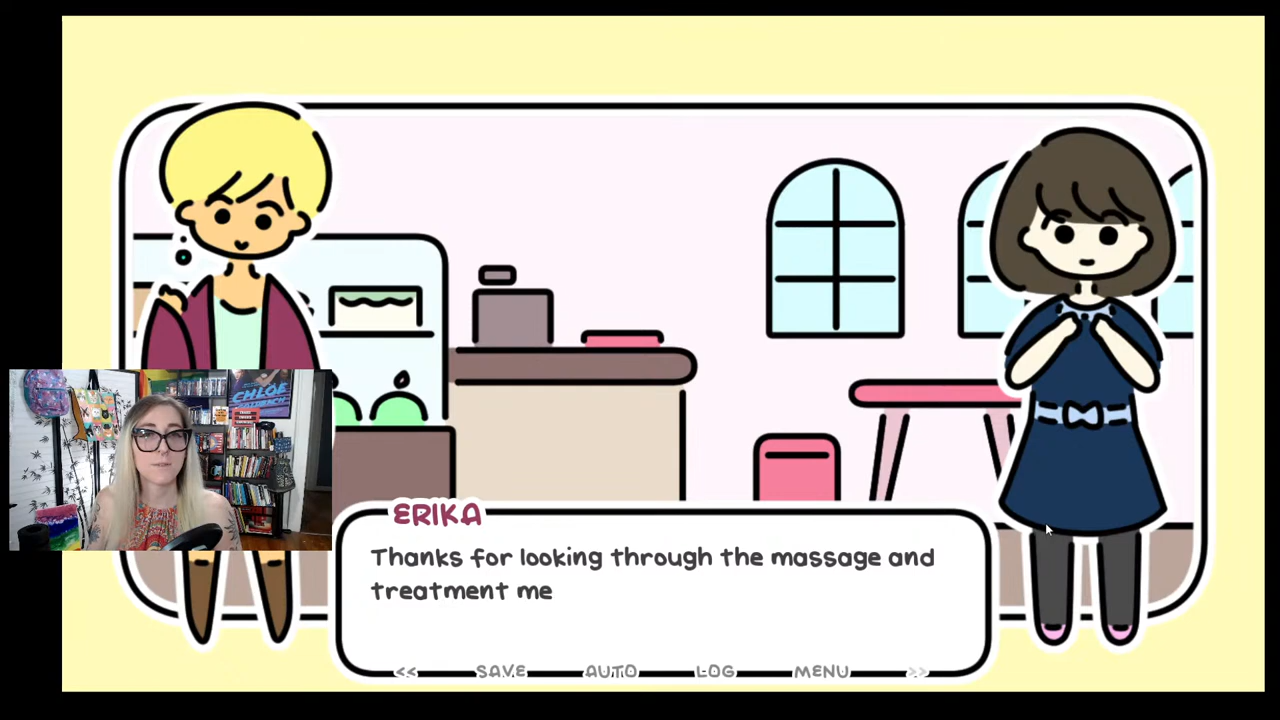 CHLOE
ERIKA
Thanks for looking through the massage and
treatment me
<< SAVE AUTO LOG MENU >>